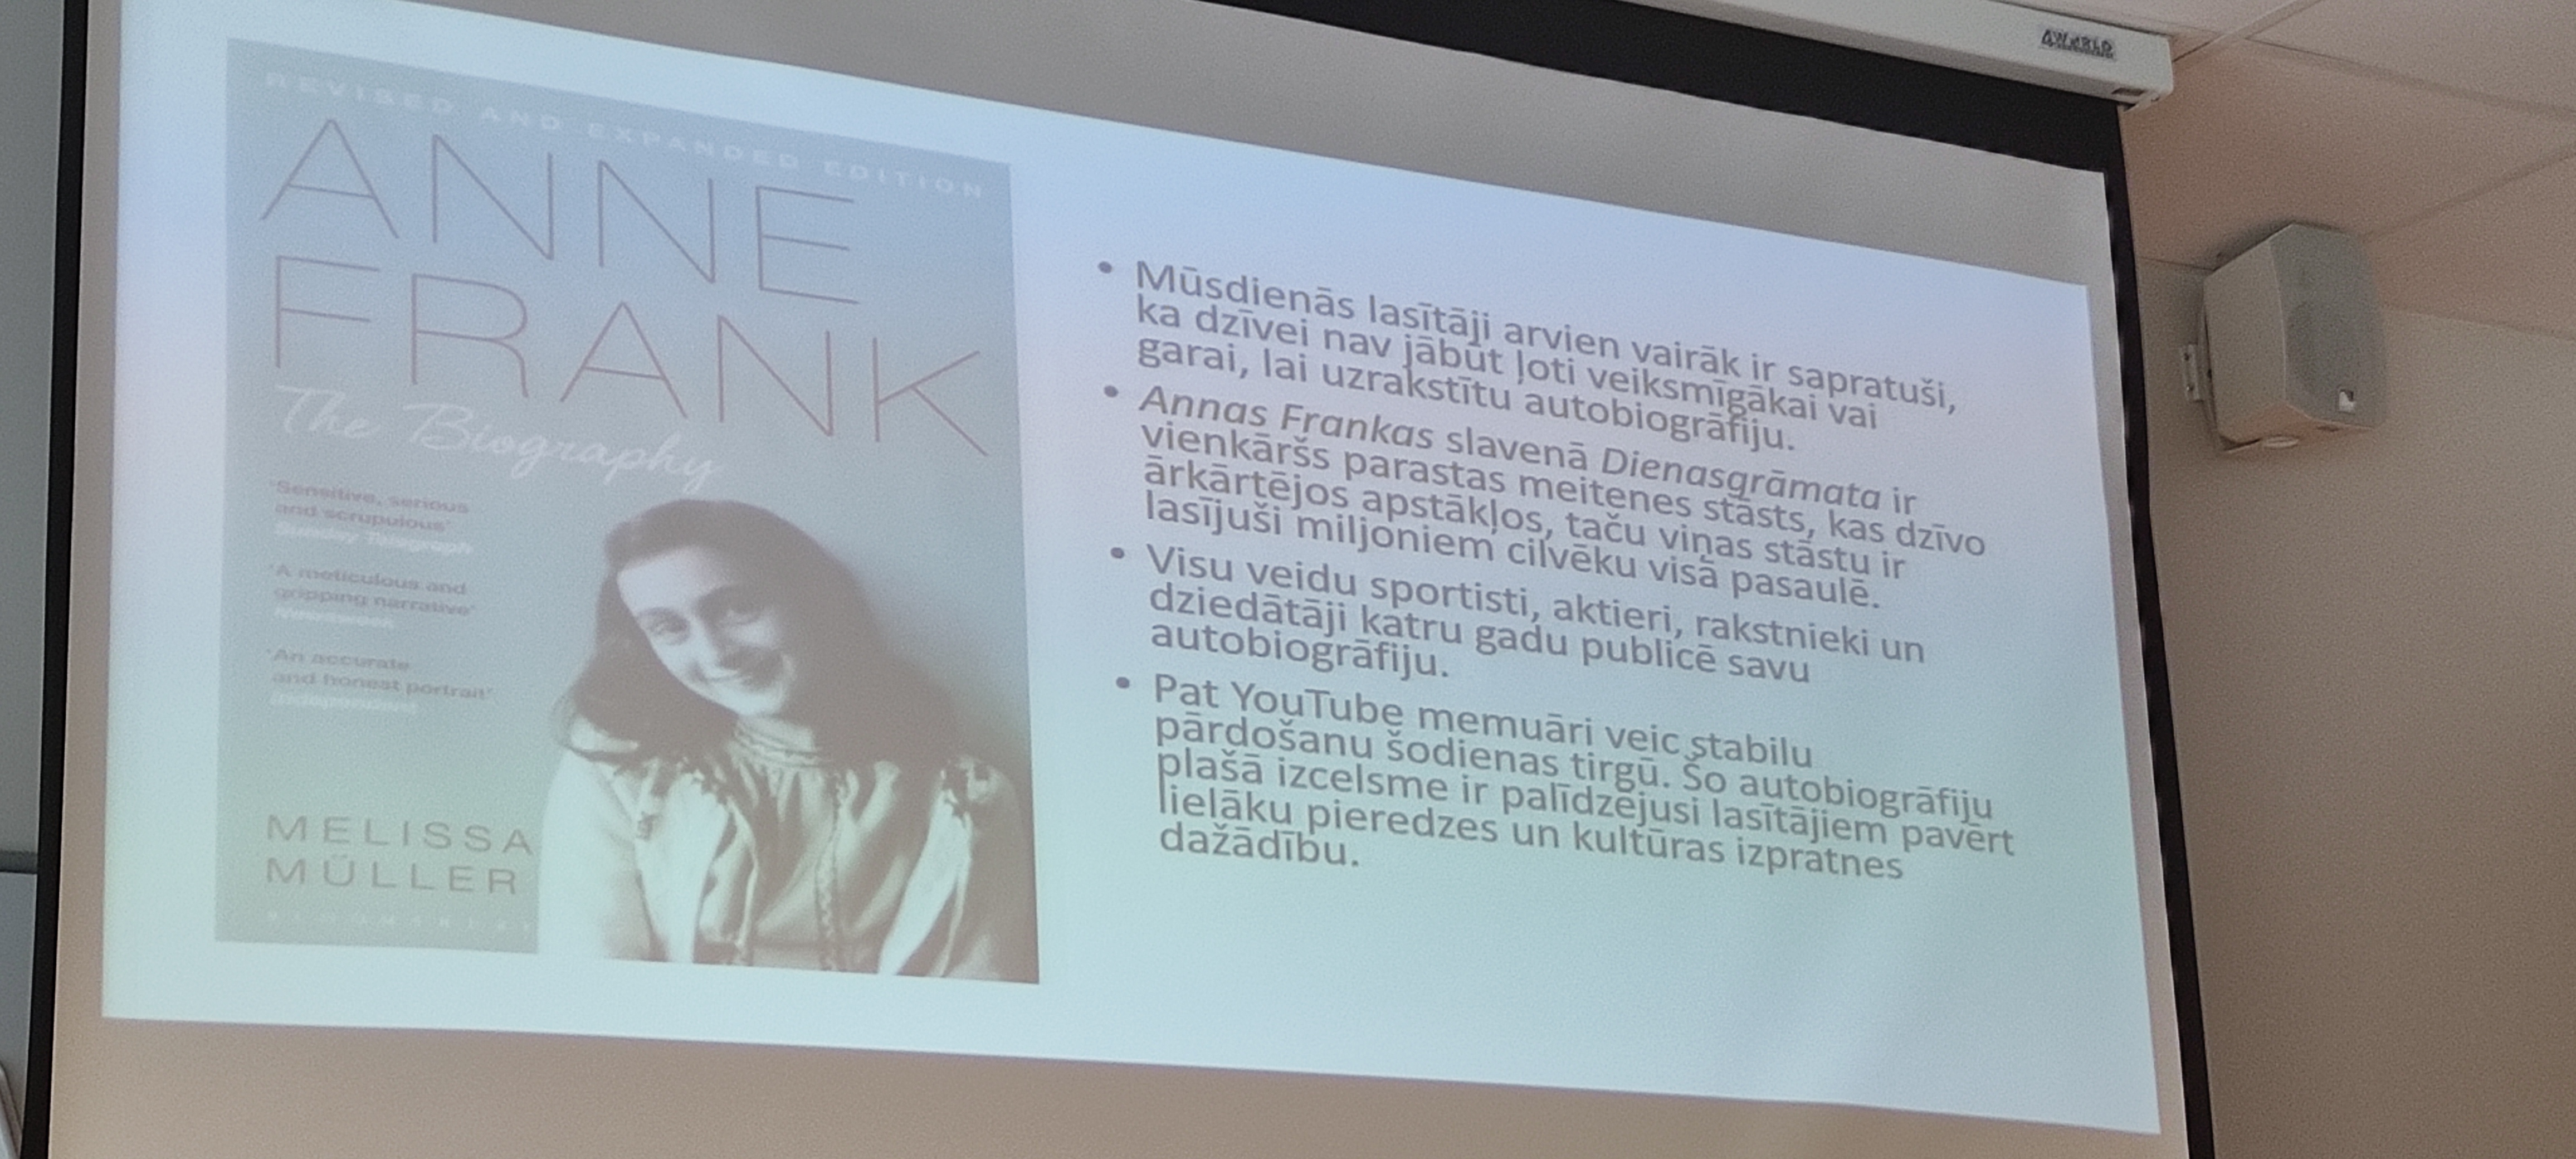 REVISED AND EXPANDED EDITION
ANNE
FRANK
The Biography
'Sensitive, serious
and scrupulous'
Sunday Telegraph
'A meticulous and
gripping narrative'
Newsweek
'An accurate
and honest portrait'
Independent
MELISSA
MÜLLER
• Mūsdienās lasītāji arvien vairāk ir sapratuši,
ka dzīvei nav jābūt ļoti veiksmīgākai vai
garai, lai uzrakstītu autobiogrāfiju.
• Annas Frankas slavenā Dienasgrāmata ir
vienkāršs parastas meitenes stāsts, kas dzīvo
ārkārtējos apstākļos, taču viņas stāstu ir
lasījuši miljoniem cilvēku visā pasaulē.
• Visu veidu sportisti, aktieri, rakstnieki un
dziedātāji katru gadu publicē savu
autobiogrāfiju.
• Pat YouTube memuāri veic stabilu
pārdošanu šodienas tirgū. Šo autobiogrāfiju
plašā izcelsme ir palīdzējusi lasītājiem pavērt
lielāku pieredzes un kultūras izpratnes
dažādību.
4WORLD